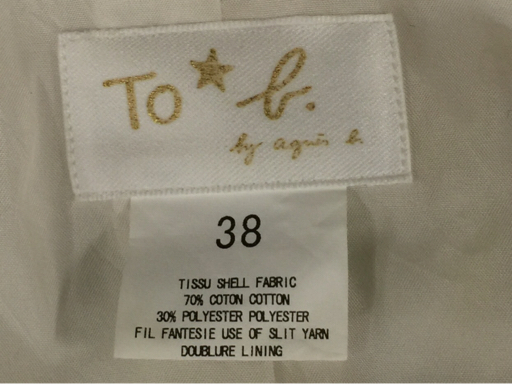 To★ b.
by agnès b.
38
TISSU SHELL FABRIC
70% COTON COTTON
30% POLYESTER POLYESTER
FIL FANTESIE USE OF SLIT YARN
DOUBLURE LINING